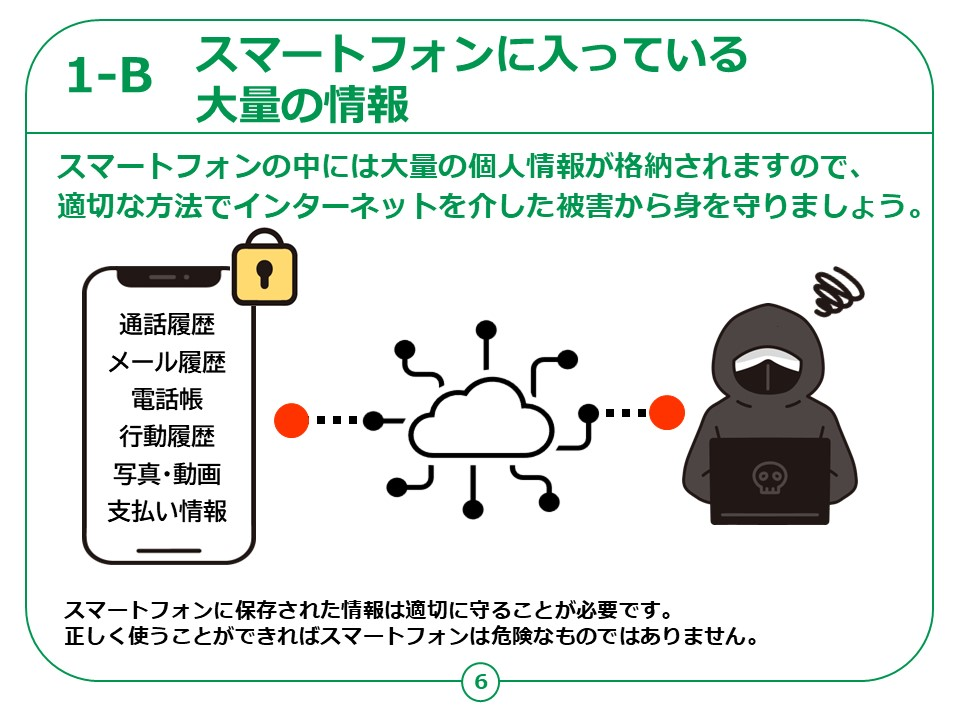 1-B
スマートフォンに入っている
大量の情報
スマートフォンの中には大量の個人情報が格納されますので、
適切な方法でインターネットを介した被害から身を守りましょう。
通話履歴
メール履歴
電話帳
行動履歴
写真・動画
支払い情報
スマートフォンに保存された情報は適切に守ることが必要です。
正しく使うことができればスマートフォンは危険なものではありません。
6